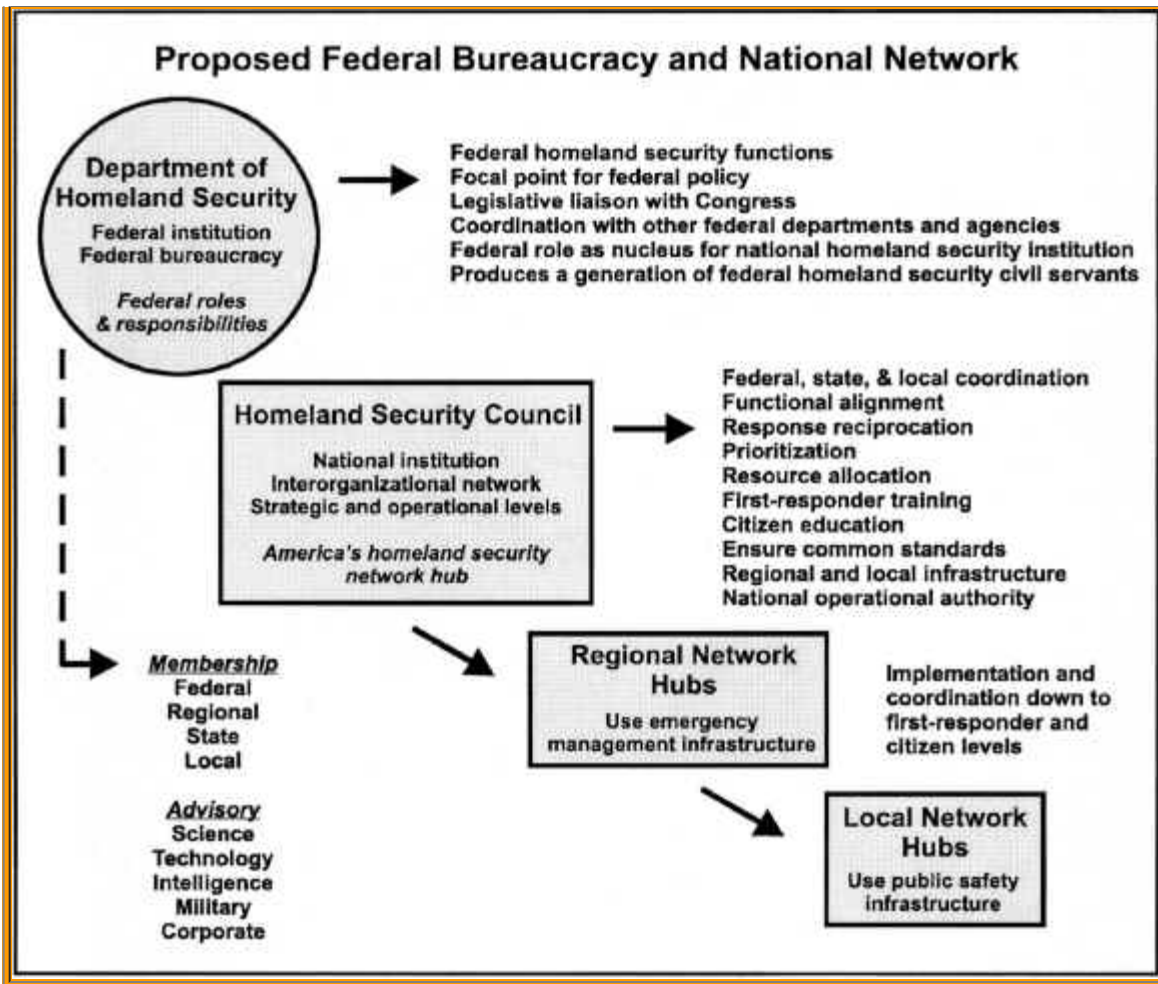 Proposed Federal Bureaucracy and National Network
Department of
Homeland Security
Federal institution
Federal bureaucracy
Federal roles
& responsibilities
Federal homeland security functions
Focal point for federal policy
Legislative liaison with Congress
Coordination with other federal departments and agencies
Federal role as nucleus for national homeland security institution
Produces a generation of federal homeland security civil servants
Homeland Security Council
National institution
Interorganizational network
Strategic and operational levels
America's homeland security
network hub
Federal, state, & local coordination
Functional alignment
Response reciprocation
Prioritization
Resource allocation
First-responder training
Citizen education
Ensure common standards
Regional and local infrastructure
National operational authority
Membership
Federal
Regional
State
Local
Advisory
Science
Technology
Intelligence
Military
Corporate
Regional Network
Hubs
Use emergency
management infrastructure
Implementation and
coordination down to
first-responder and
citizen levels
Local Network
Hubs
Use public safety
infrastructure